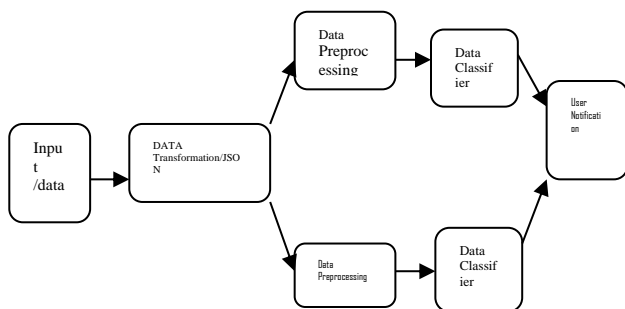 Inpu
t
/data
DATA
Transformation/JSO
N
Data
Preproc
essing
Data
Classif
ier
User
Notificati
on
Data
Preprocessing
Data
Classif
ier